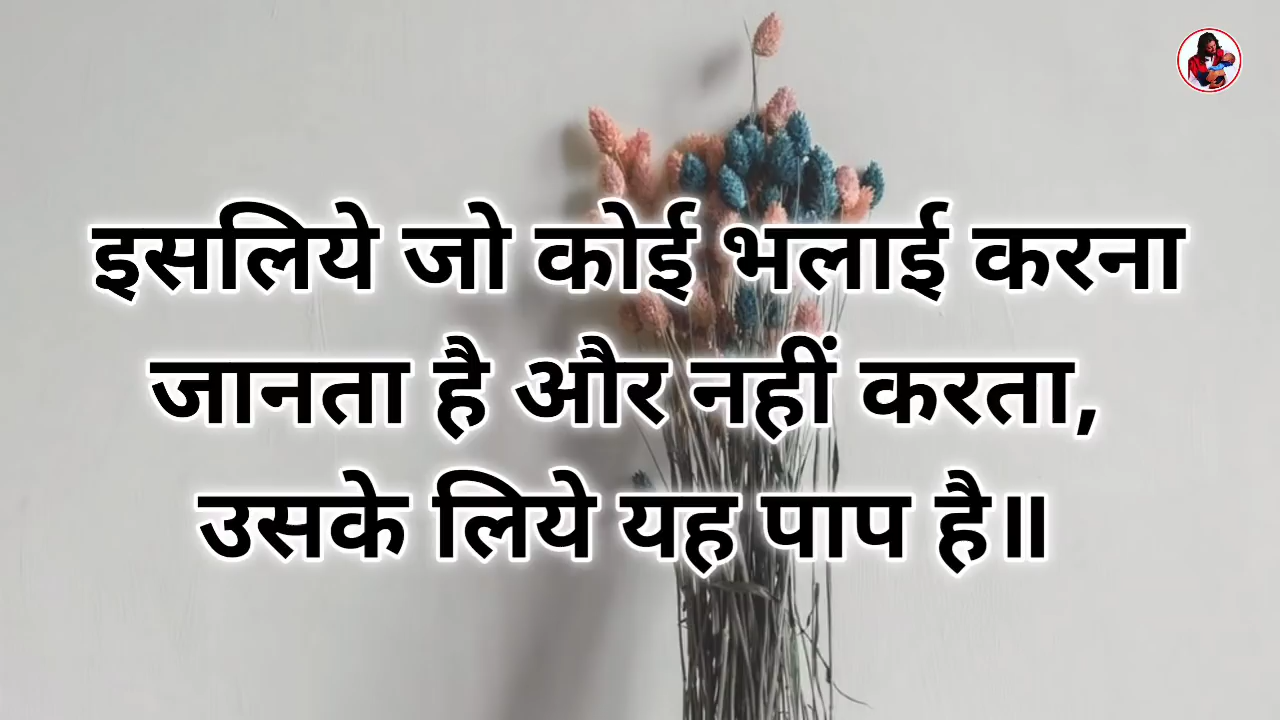 इसलिये जो कोई भलाई करना
जानता है और नहीं करता,
उसके लिये यह पाप है॥